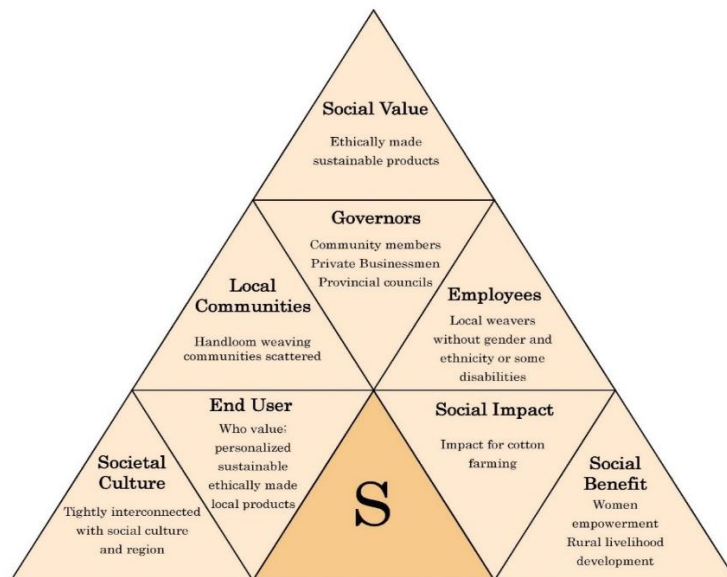 Social Value
Ethically made
sustainable products
Governors
Community members
Private Businessmen
Provincial councils
Local
Communities
Handloom weaving
communities scattered
Employees
Local weavers
without gender and
ethnicity or some
disabilities
End User
Who value:
personalized
sustainable
ethically made
local products
Social Impact
Impact for cotton
farming
Societal
Culture
Tightly interconnected
with social culture
and region
S
Social
Benefit
Women
empowerment
Rural livelihood
development